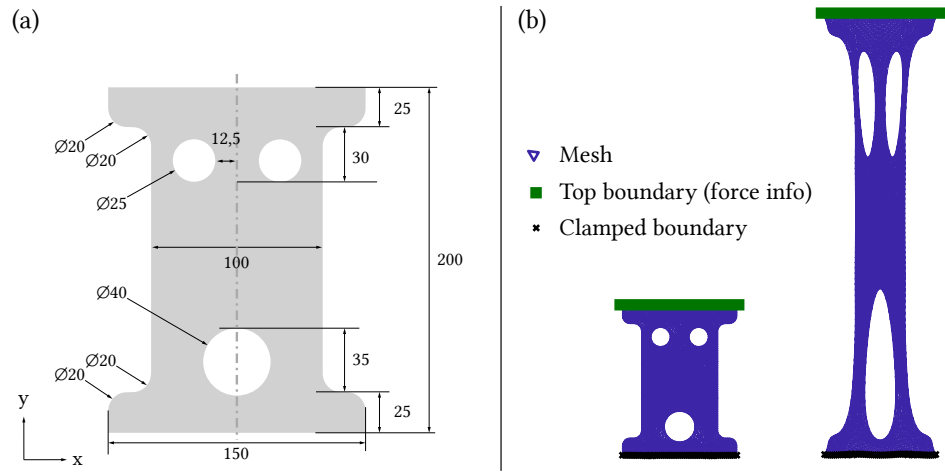 (a)
25
12,5
Ø20
Ø20
30
Ø25
100
200
Ø40
Ø20
35
Ø20
25
y
x
150
(b)
Mesh
Top boundary (force info)
Clamped boundary